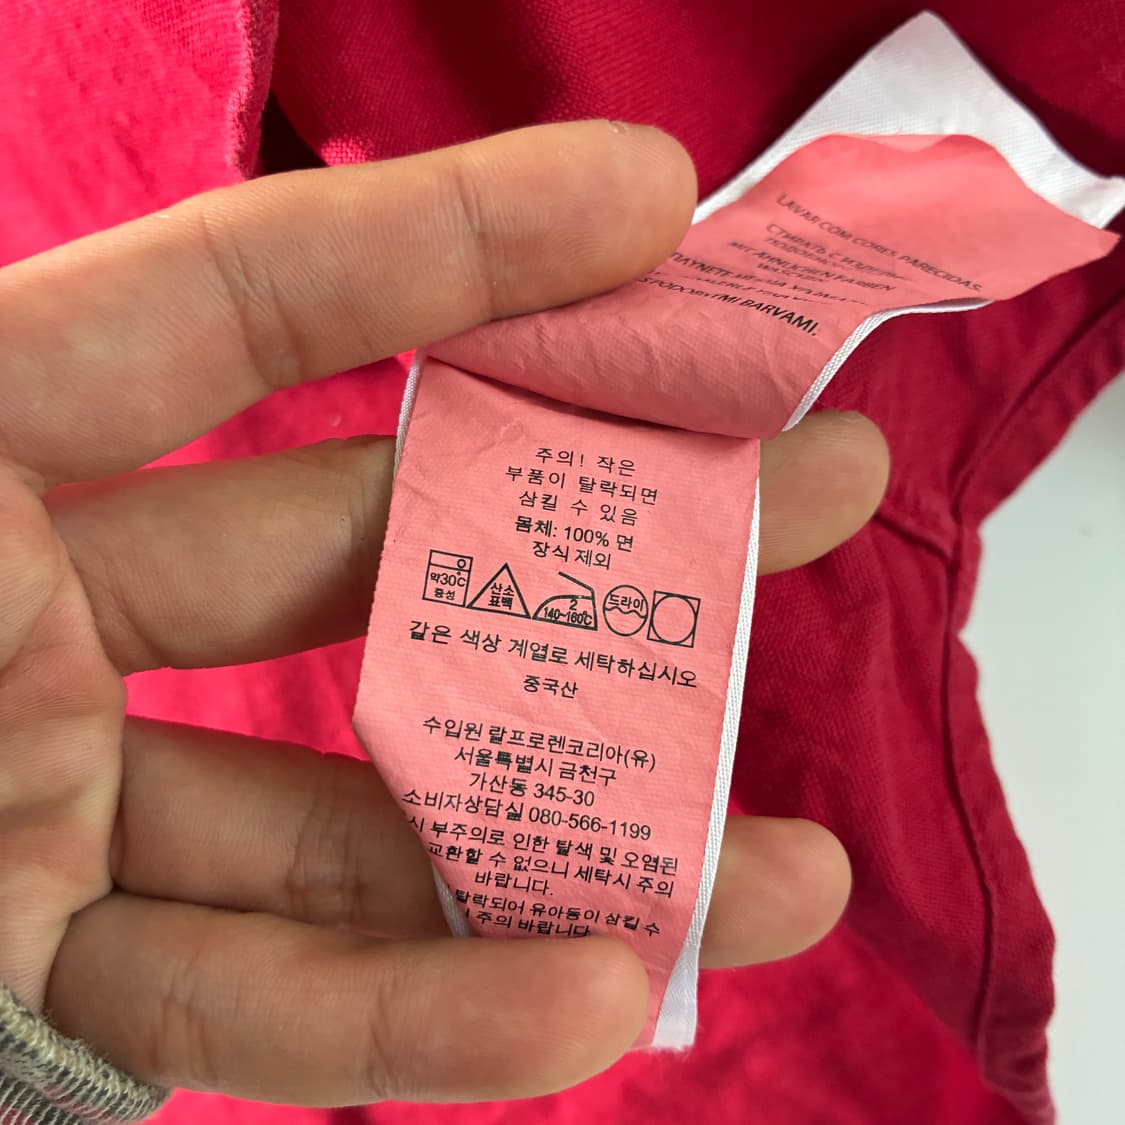 LAVAR COM CORES PARECIDAS.
СТИРАТЬ С
MIT ÄHNLICHEN FARBEN
WASCHEN.
ΠΛΥΝΕΤΕ
BARVAMI.
주의! 작은
부품이 탈락되면
삼킬 수 있음
몸체: 100% 면
장식 제외
약30℃
중성
산소
표백
2
140~160℃
드라이
같은 색상 계열로 세탁하십시오
중국산
수입원 랄프로렌코리아(유)
서울특별시 금천구
가산동 345-30
소비자상담실 080-566-1199
시 부주의로 인한 탈색 및 오염된
교환할 수 없으니 세탁시 주의
바랍니다.
탈락되어 유아동이 삼킬 수
주의 바랍니다